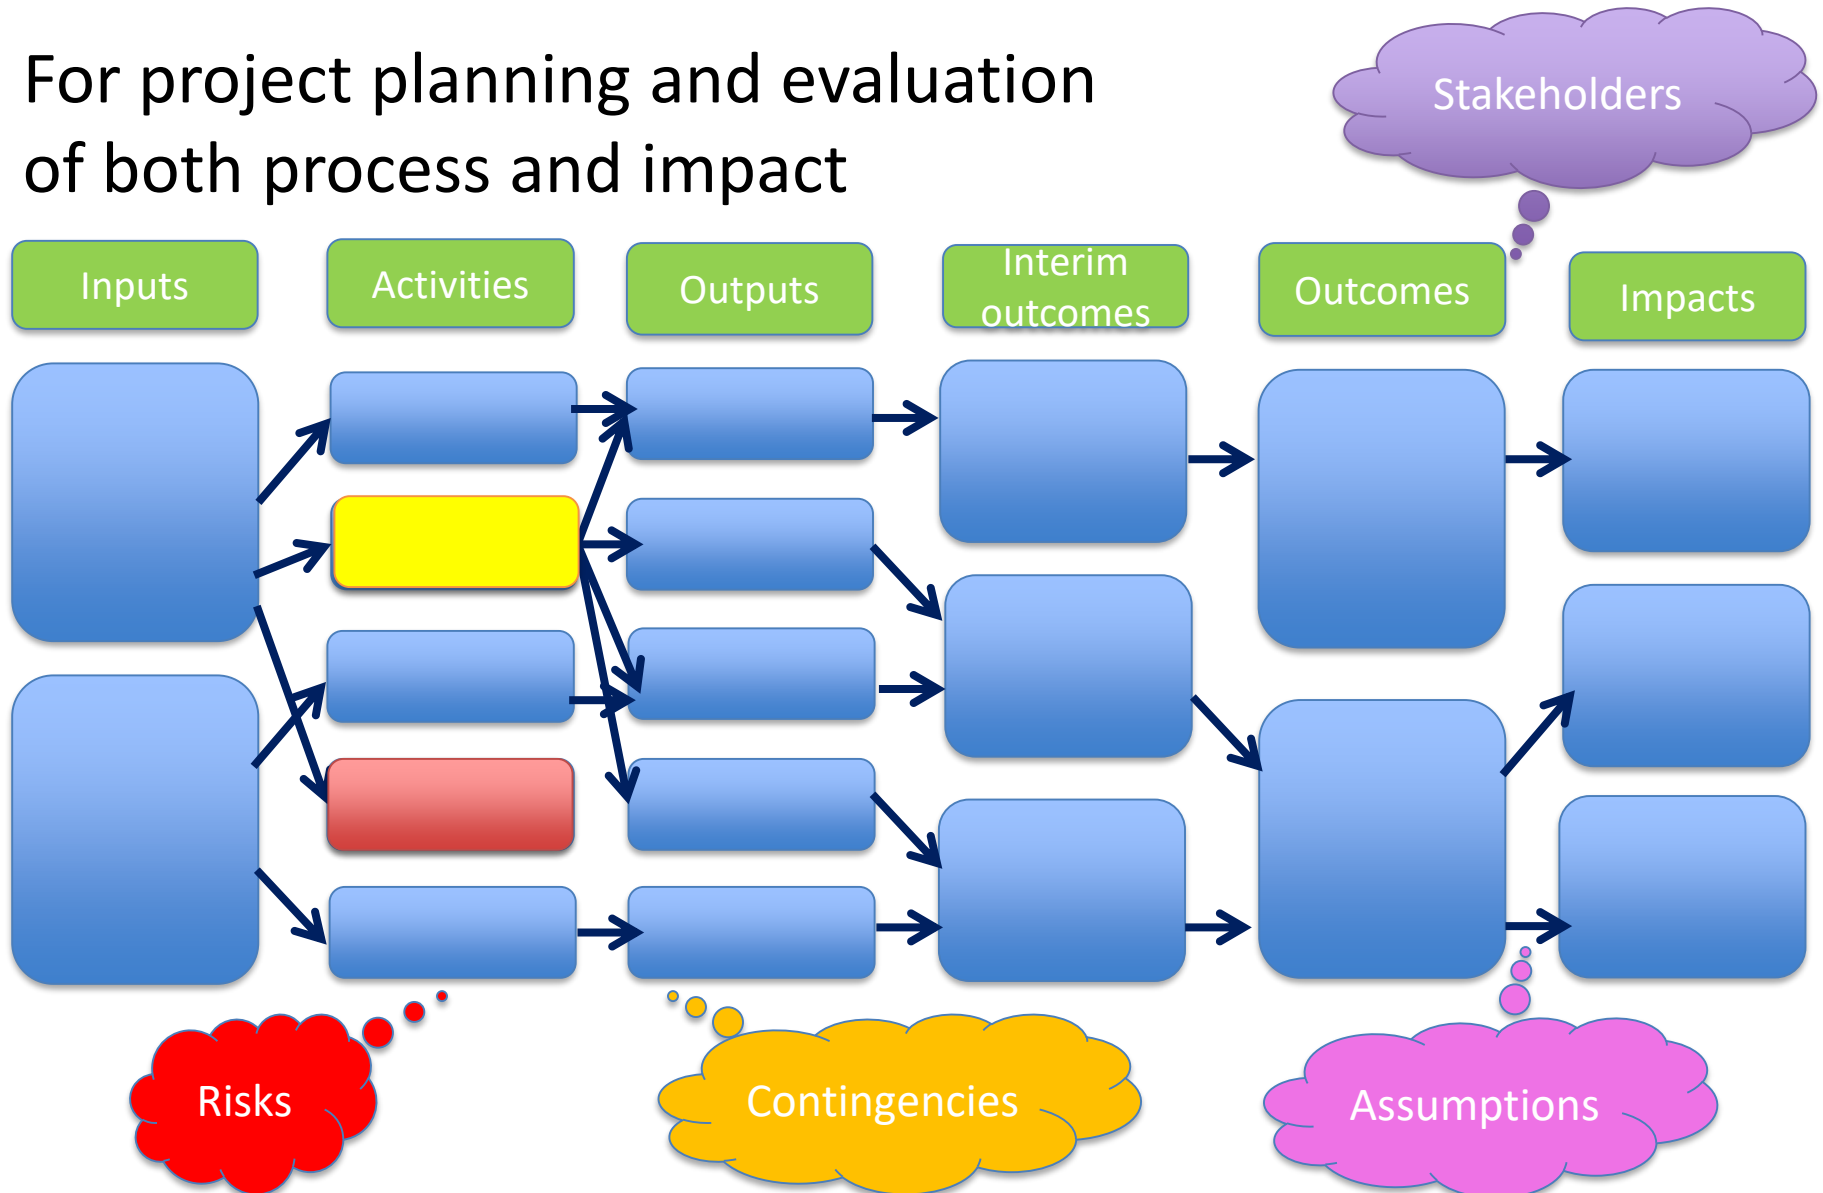 For project planning and evaluation
of both process and impact
Stakeholders
Inputs
Activities
Outputs
Interim
outcomes
Outcomes
Impacts
Risks
Contingencies
Assumptions